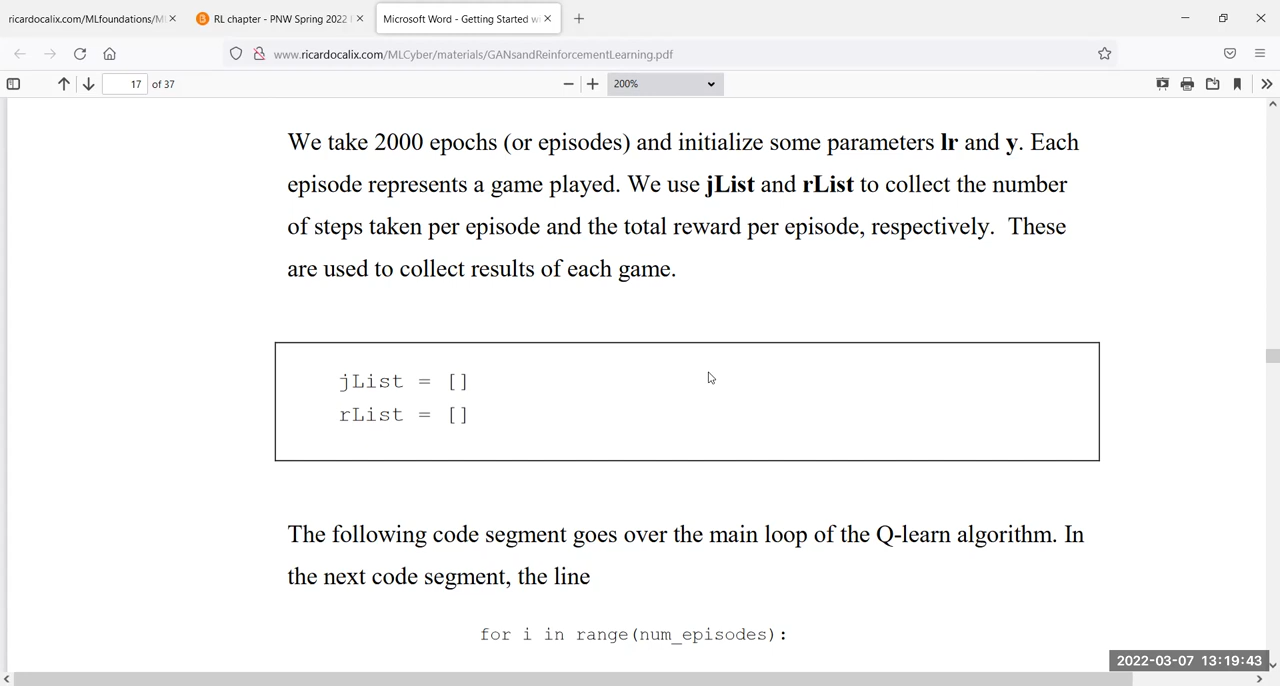 ricardocalix.com/MLfoundations/M
RL chapter - PNW Spring 2022
Microsoft Word - Getting Started w
www.ricardocalix.com/MLCyber/materials/GANsandReinforcementLearning.pdf
17 of 37
200%
We take 2000 epochs (or episodes) and initialize some parameters lr and y. Each
episode represents a game played. We use jList and rList to collect the number
of steps taken per episode and the total reward per episode, respectively. These
are used to collect results of each game.
jList = []
rList = []
The following code segment goes over the main loop of the Q-learn algorithm. In
the next code segment, the line
for i in range(num_episodes):
2022-03-07 13:19:43